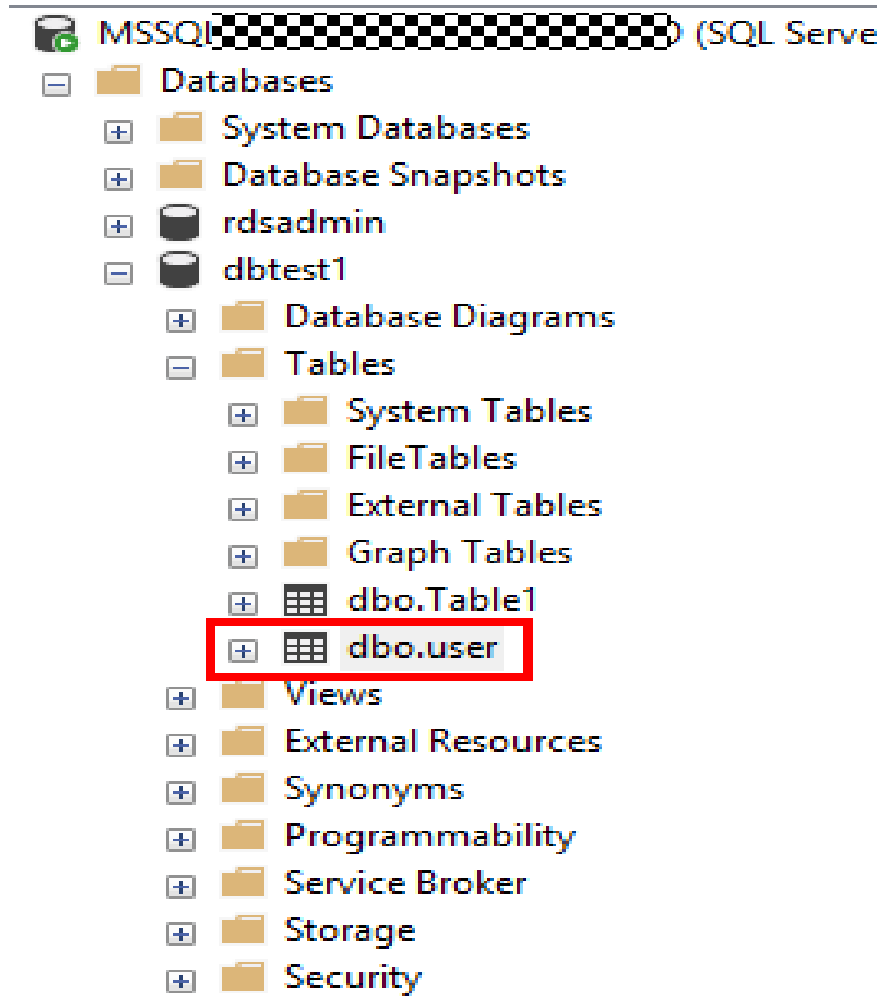 MSSQL (SQL Serve
Databases
System Databases
Database Snapshots
rdsadmin
dbtest1
Database Diagrams
Tables
System Tables
FileTables
External Tables
Graph Tables
dbo.Table1
dbo.user
Views
External Resources
Synonyms
Programmability
Service Broker
Storage
Security